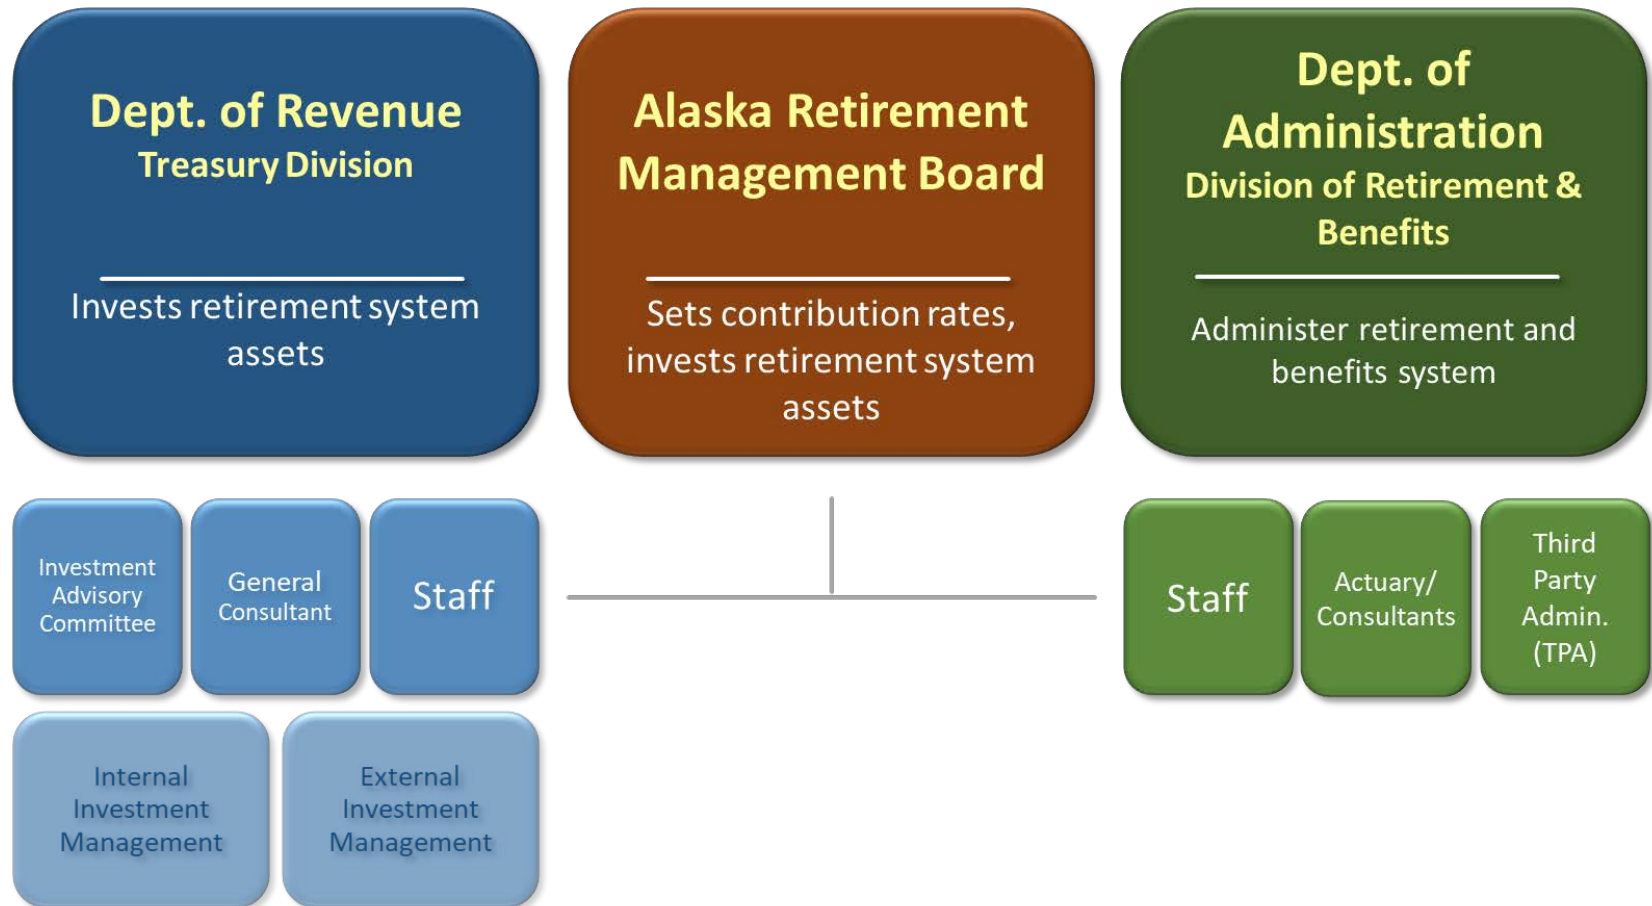 Dept. of Revenue
Treasury Division
Invests retirement system
assets
Alaska Retirement
Management Board
Sets contribution rates,
invests retirement system
assets
Dept. of
Administration
Division of Retirement &
Benefits
Administer retirement and
benefits system
Investment
Advisory
Committee
General
Consultant
Staff
Staff
Actuary/
Consultants
Third
Party
Admin.
(TPA)
Internal
Investment
Management
External
Investment
Management